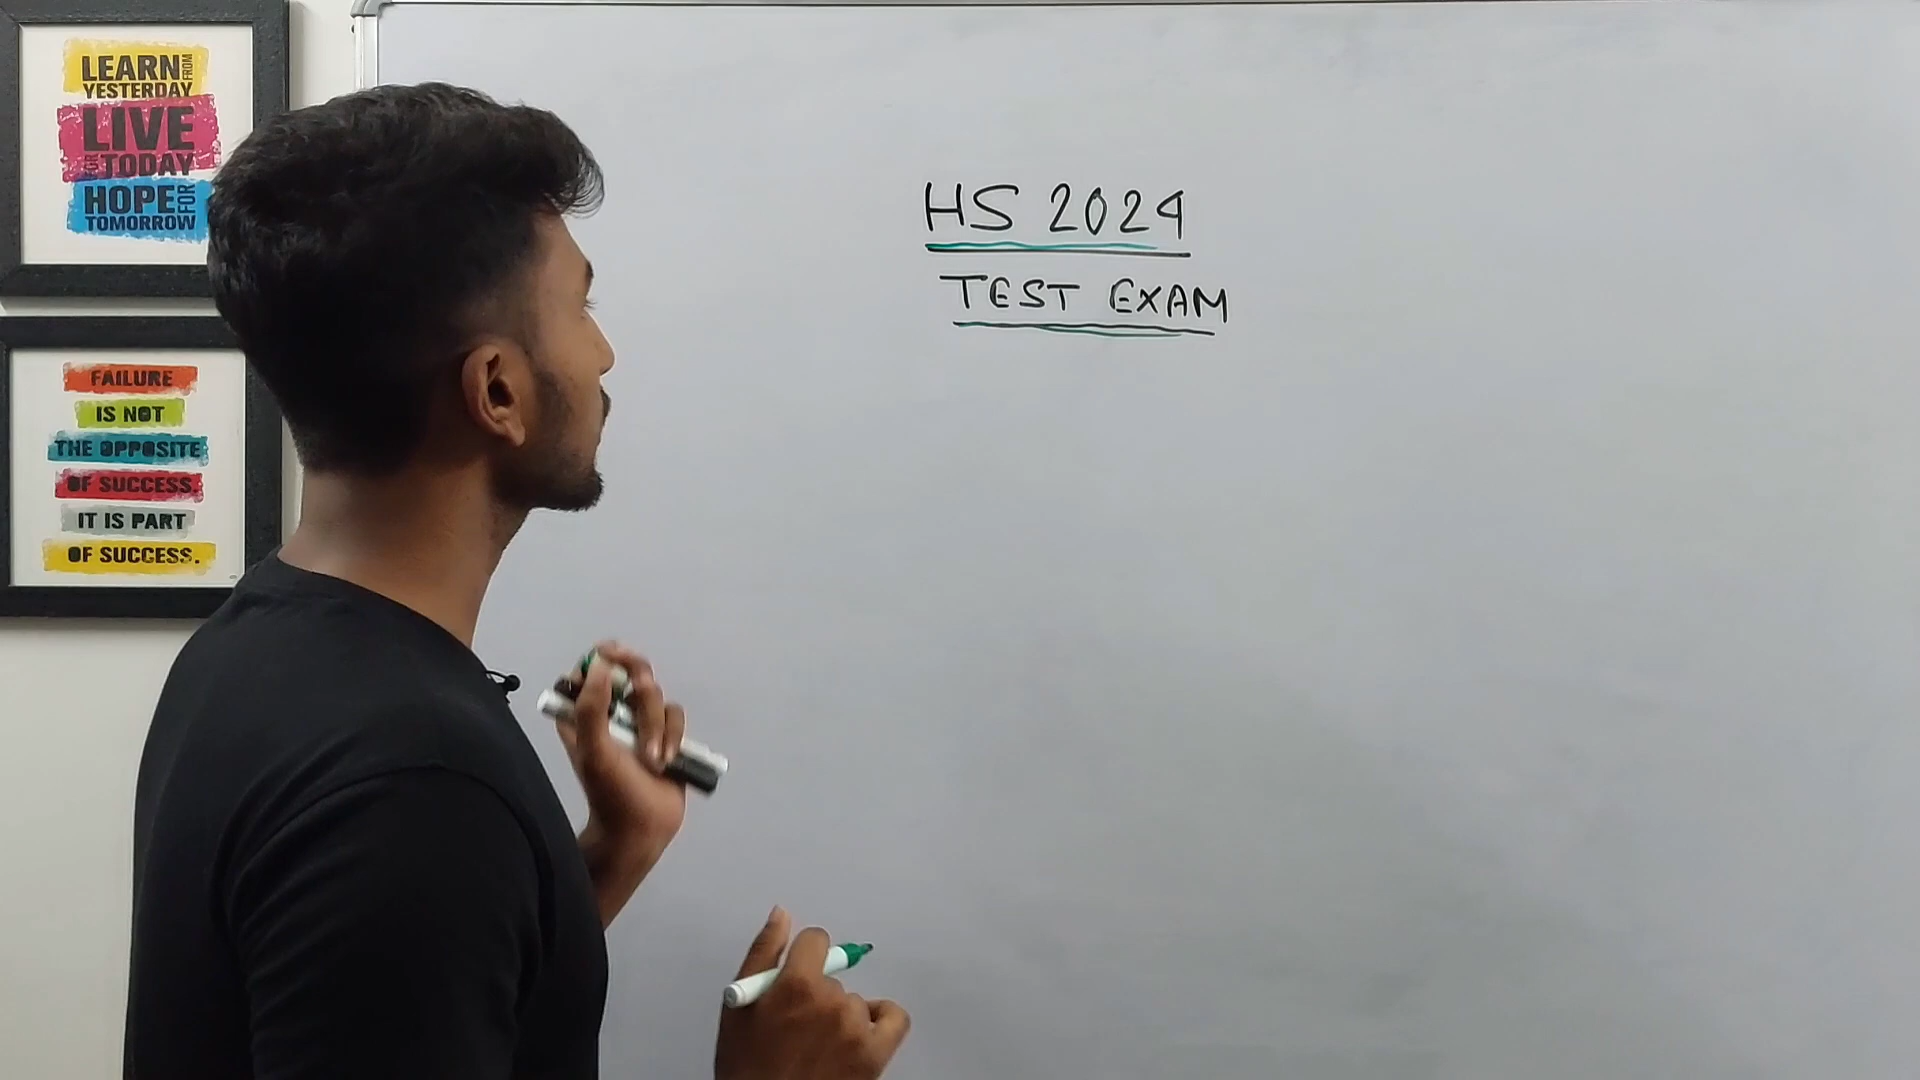 LEARN FROM
YESTERDAY
LIVE
FOR TODAY
HOPE FOR
TOMORROW
FAILURE
IS NOT
THE OPPOSITE
OF SUCCESS.
IT IS PART
OF SUCCESS.
HS 2024
TEST EXAM